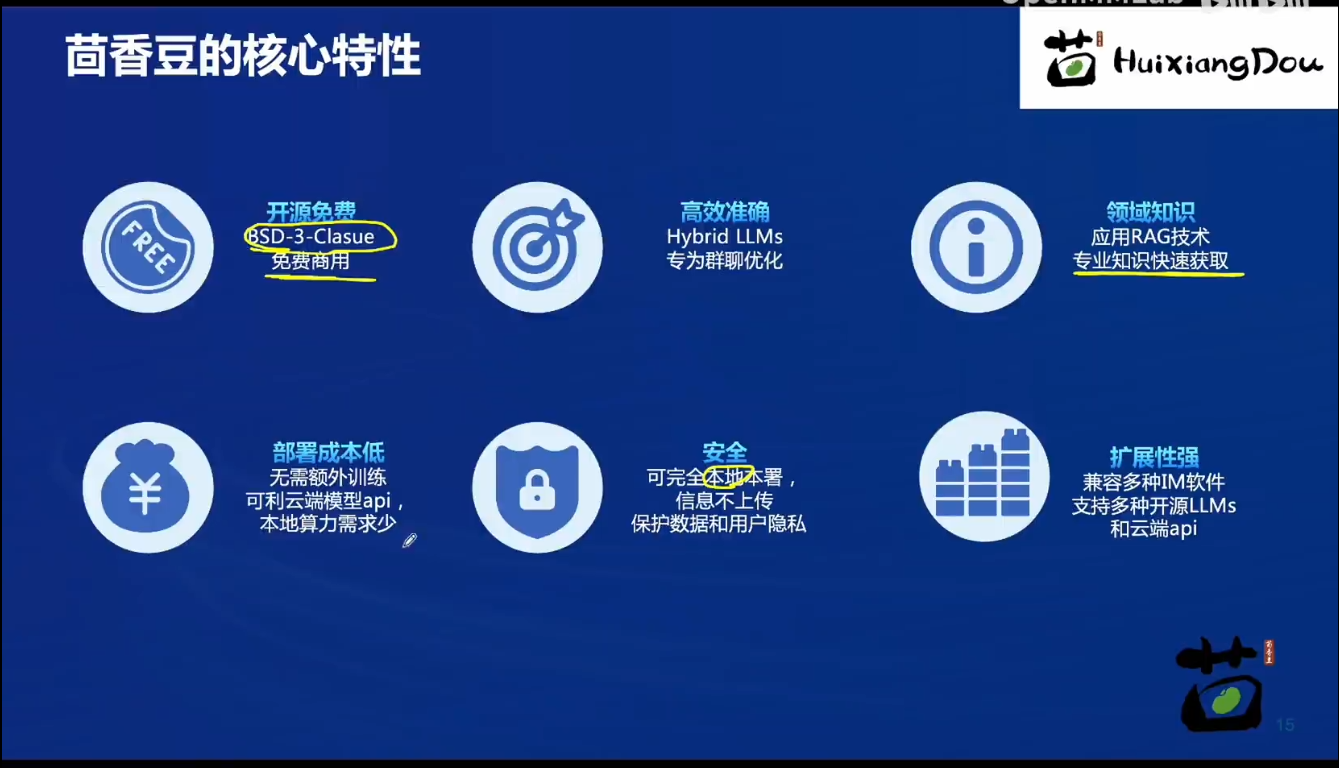 茴香豆的核心特性
HuixiangDou
FREE
开源免费
BSD-3-Clasue
免费商用
高效准确
Hybrid LLMs
专为群聊优化
领域知识
应用RAG技术
专业知识快速获取
¥
部署成本低
无需额外训练
可利云端模型api，
本地算力需求少
安全
可完全本地本署，
信息不上传
保护数据和用户隐私
扩展性强
兼容多种IM软件
支持多种开源LLMs
和云端api
茴香豆
15